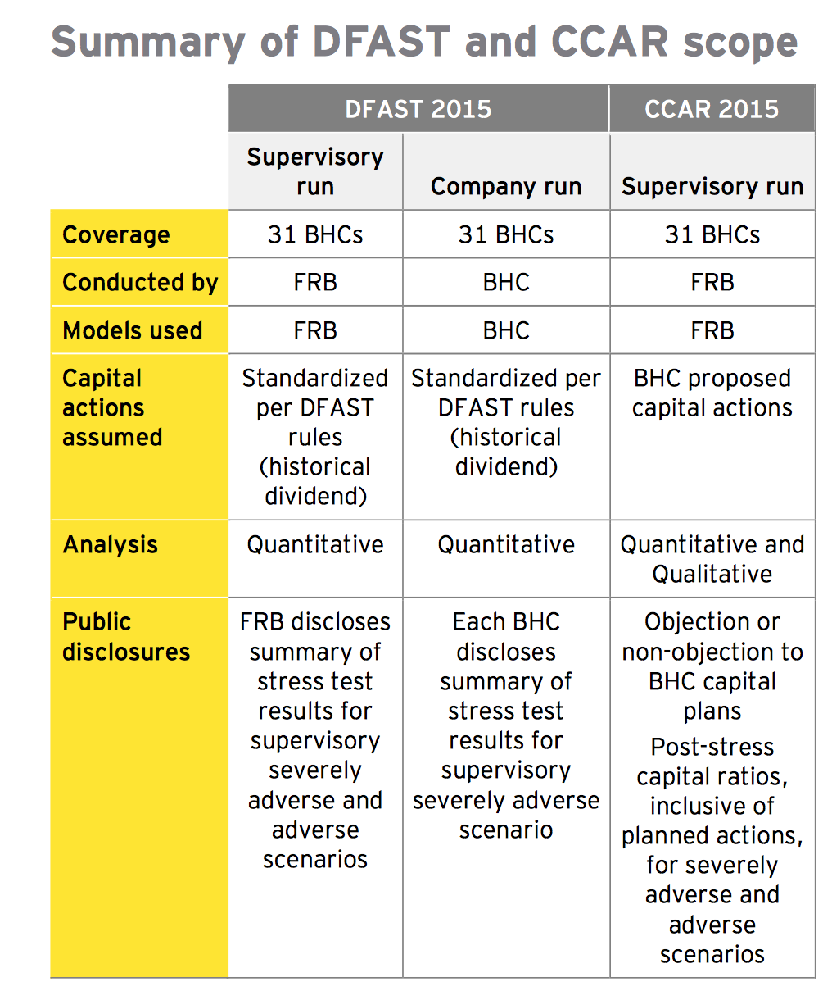 Summary of DFAST and CCAR scope
DFAST 2015
CCAR 2015
Supervisory
run
Company run
Supervisory run
Coverage
31 BHCs
31 BHCs
31 BHCs
Conducted by
FRB
BHC
FRB
Models used
FRB
BHC
FRB
Capital
actions
assumed
Standardized
per DFAST
rules
(historical
dividend)
Standardized per
DFAST rules
(historical
dividend)
BHC proposed
capital actions
Analysis
Quantitative
Quantitative
Quantitative and
Qualitative
Public
disclosures
FRB discloses
summary of
stress test
results for
supervisory
severely
adverse and
adverse
scenarios
Each BHC
discloses
summary of
stress test
results for
supervisory
severely adverse
scenario
Objection or
non-objection to
BHC capital
plans
Post-stress
capital ratios,
inclusive of
planned actions,
for severely
adverse and
adverse
scenarios